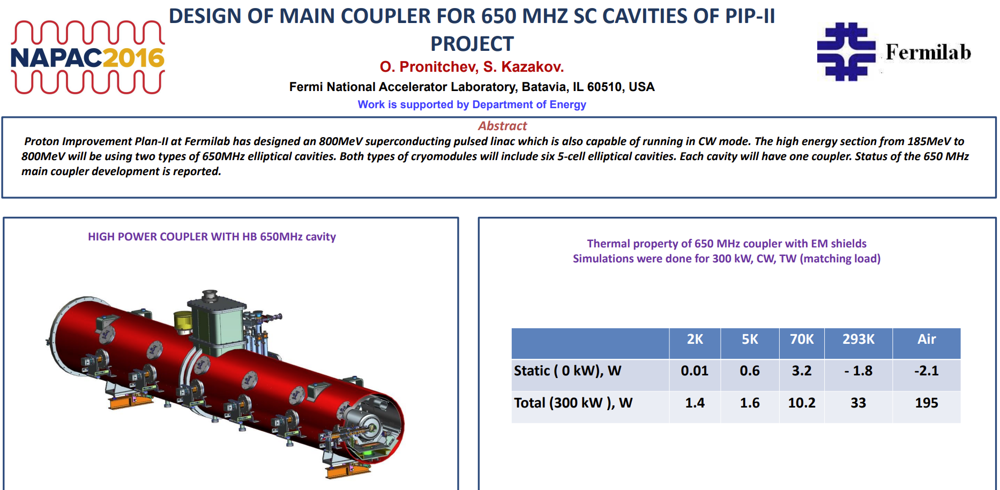 DESIGN OF MAIN COUPLER FOR 650 MHZ SC CAVITIES OF PIP-II
PROJECT
NAPAC2016
Fermilab
O. Pronitchev, S. Kazakov.
Fermi National Accelerator Laboratory, Batavia, IL 60510, USA
Work is supported by Department of Energy
Abstract
Proton Improvement Plan-II at Fermilab has designed an 800MeV superconducting pulsed linac which is also capable of running in CW mode. The high energy section from 185MeV to
800MeV will be using two types of 650MHz elliptical cavities. Both types of cryomodules will include six 5-cell elliptical cavities. Each cavity will have one coupler. Status of the 650 MHz
main coupler development is reported.
HIGH POWER COUPLER WITH HB 650MHz cavity
Thermal property of 650 MHz coupler with EM shields
Simulations were done for 300 kW, CW, TW (matching load)
2K 5K 70K 293K Air
Static ( 0 kW), W 0.01 0.6 3.2 - 1.8 -2.1
Total (300 kW ), W 1.4 1.6 10.2 33 195